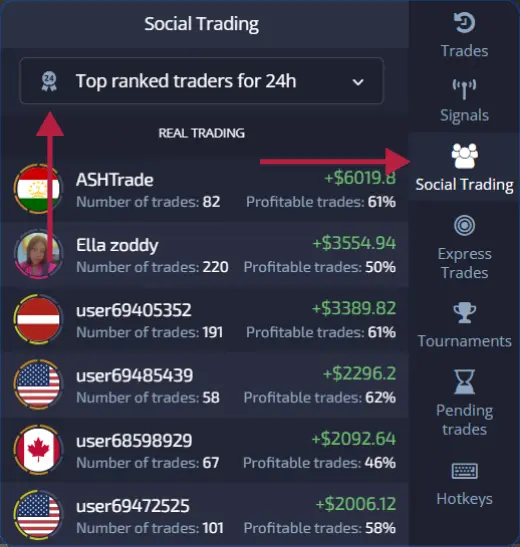 Social Trading
24
Top ranked traders for 24h
REAL TRADING
ASHTrade
+$6019.8
Number of trades: 82
Profitable trades: 61%
Ella zoddy
+$3554.94
Number of trades: 220
Profitable trades: 50%
user69405352
+$3389.82
Number of trades: 191
Profitable trades: 61%
user69485439
+$2296.2
Number of trades: 58
Profitable trades: 62%
user68598929
+$2092.64
Number of trades: 67
Profitable trades: 46%
user69472525
+$2006.12
Number of trades: 101
Profitable trades: 58%
Trades
Signals
Social Trading
Express
Trades
Tournaments
Pending
trades
Hotkeys